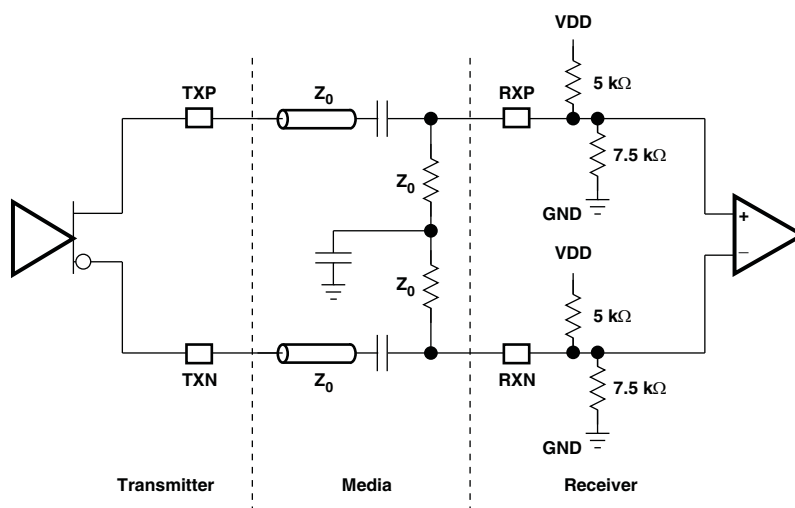 VDD
TXP
Z0
RXP
5 kΩ
7.5 kΩ
Z0
GND
+
VDD
−
Z0
5 kΩ
TXN
Z0
RXN
7.5 kΩ
GND
Transmitter
Media
Receiver